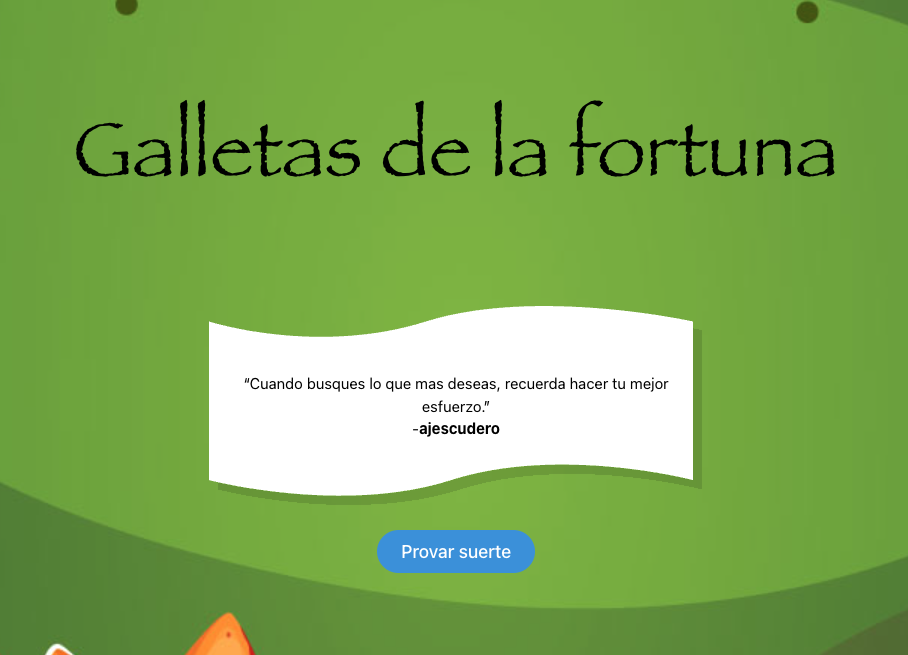 Galletas de la fortuna
“Cuando busques lo que mas deseas, recuerda hacer tu mejor
esfuerzo.”
-ajescudero
Provar suerte